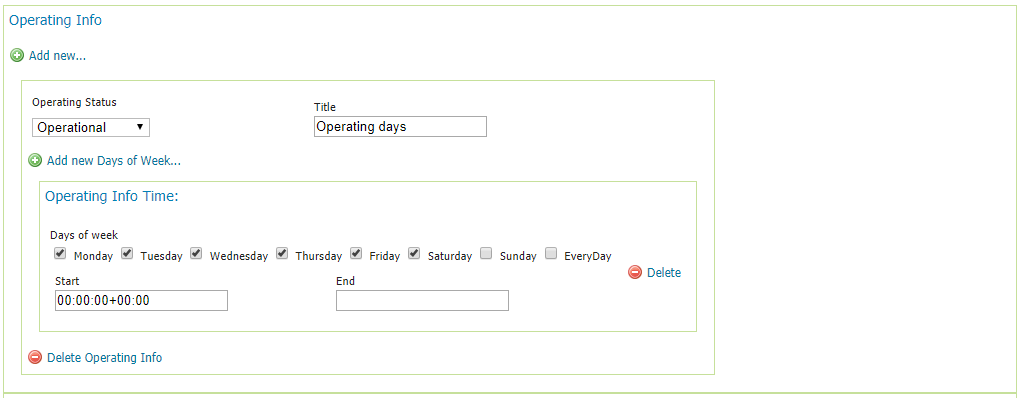 Operating Info
Add new...
Operating Status
Title
Operational
Operating days
Add new Days of Week...
Operating Info Time:
Days of week
Monday Tuesday Wednesday Thursday Friday Saturday Sunday EveryDay
Delete
Start
End
00:00:00+00:00
Delete Operating Info